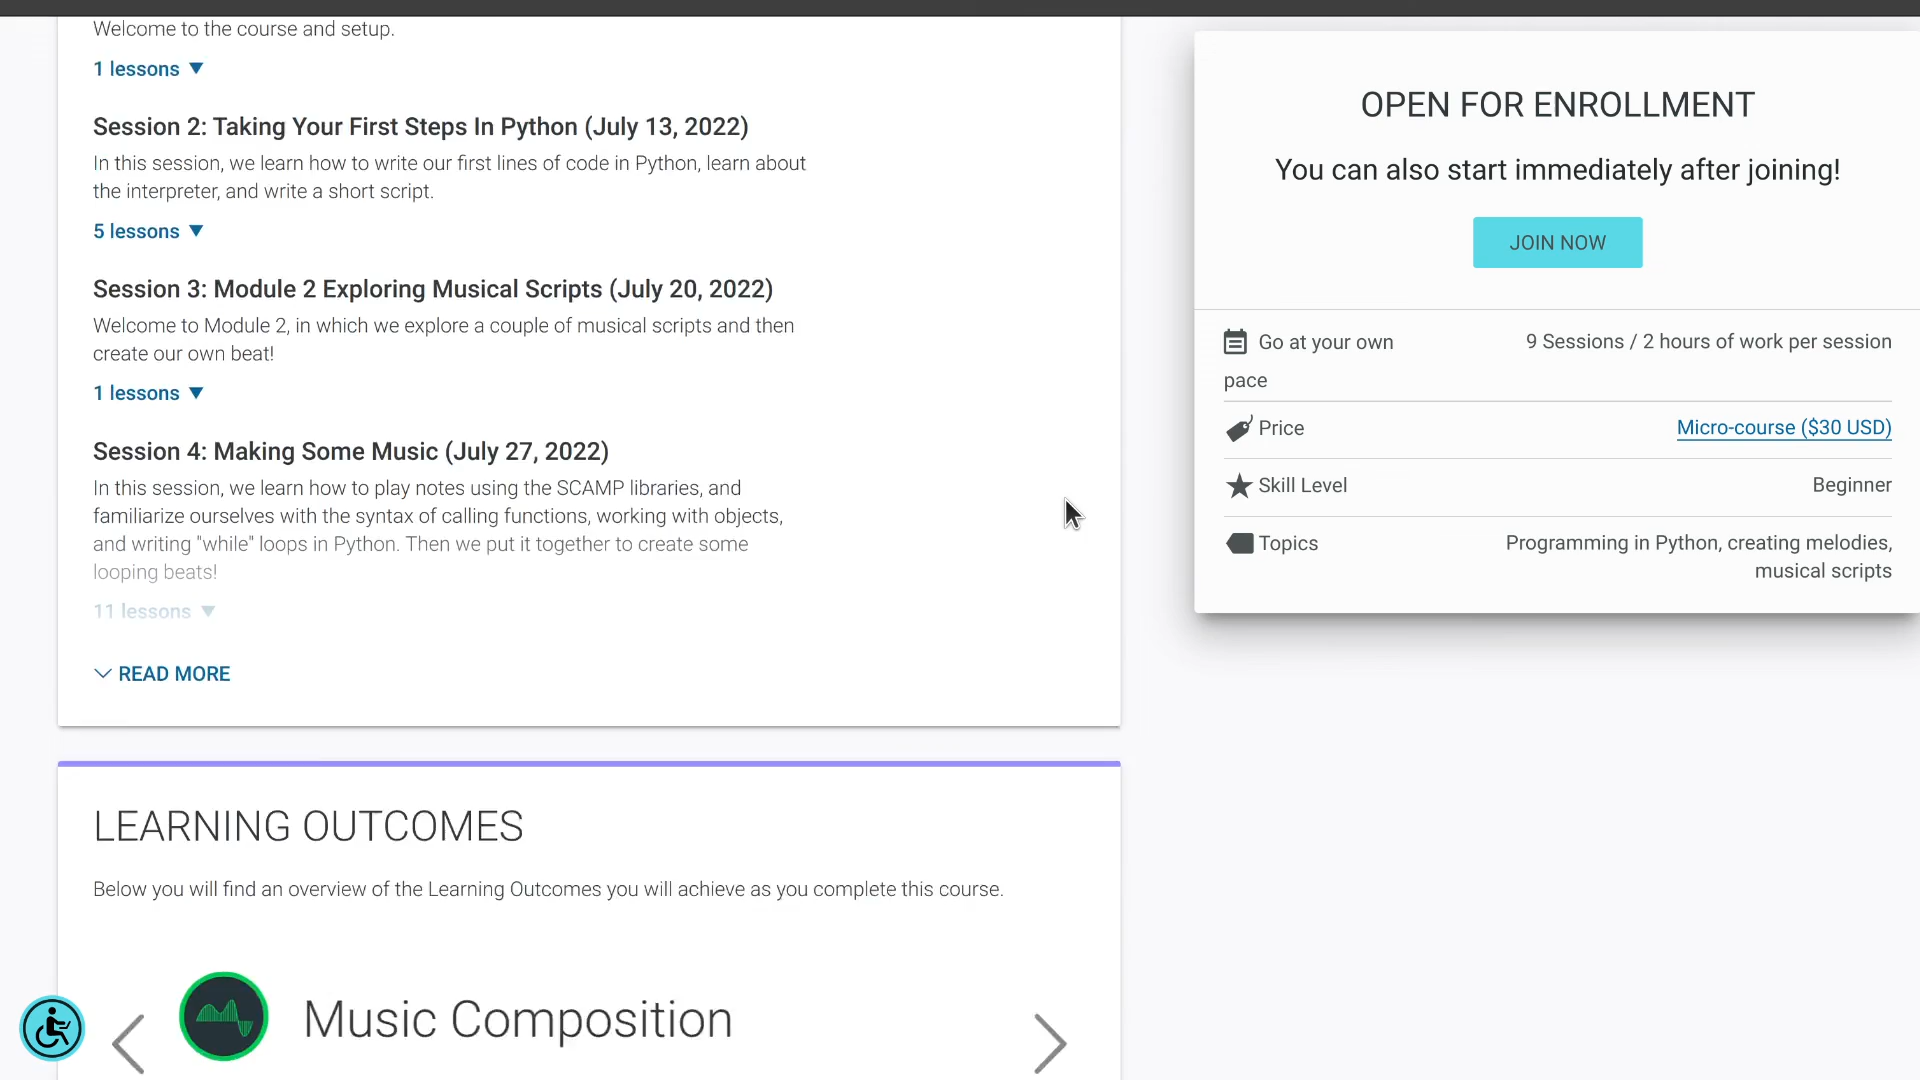 Welcome to the course and setup.
1 lessons ▼
Session 2: Taking Your First Steps In Python (July 13, 2022)
In this session, we learn how to write our first lines of code in Python, learn about
the interpreter, and write a short script.
5 lessons ▼
Session 3: Module 2 Exploring Musical Scripts (July 20, 2022)
Welcome to Module 2, in which we explore a couple of musical scripts and then
create our own beat!
1 lessons ▼
Session 4: Making Some Music (July 27, 2022)
In this session, we learn how to play notes using the SCAMP libraries, and
familiarize ourselves with the syntax of calling functions, working with objects,
and writing "while" loops in Python. Then we put it together to create some
looping beats!
11 lessons ▼
READ MORE
LEARNING OUTCOMES
Below you will find an overview of the Learning Outcomes you will achieve as you complete this course.
Music Composition
OPEN FOR ENROLLMENT
You can also start immediately after joining!
JOIN NOW
Go at your own
pace
9 Sessions / 2 hours of work per session
Price
Micro-course ($30 USD)
Skill Level
Beginner
Topics
Programming in Python, creating melodies,
musical scripts